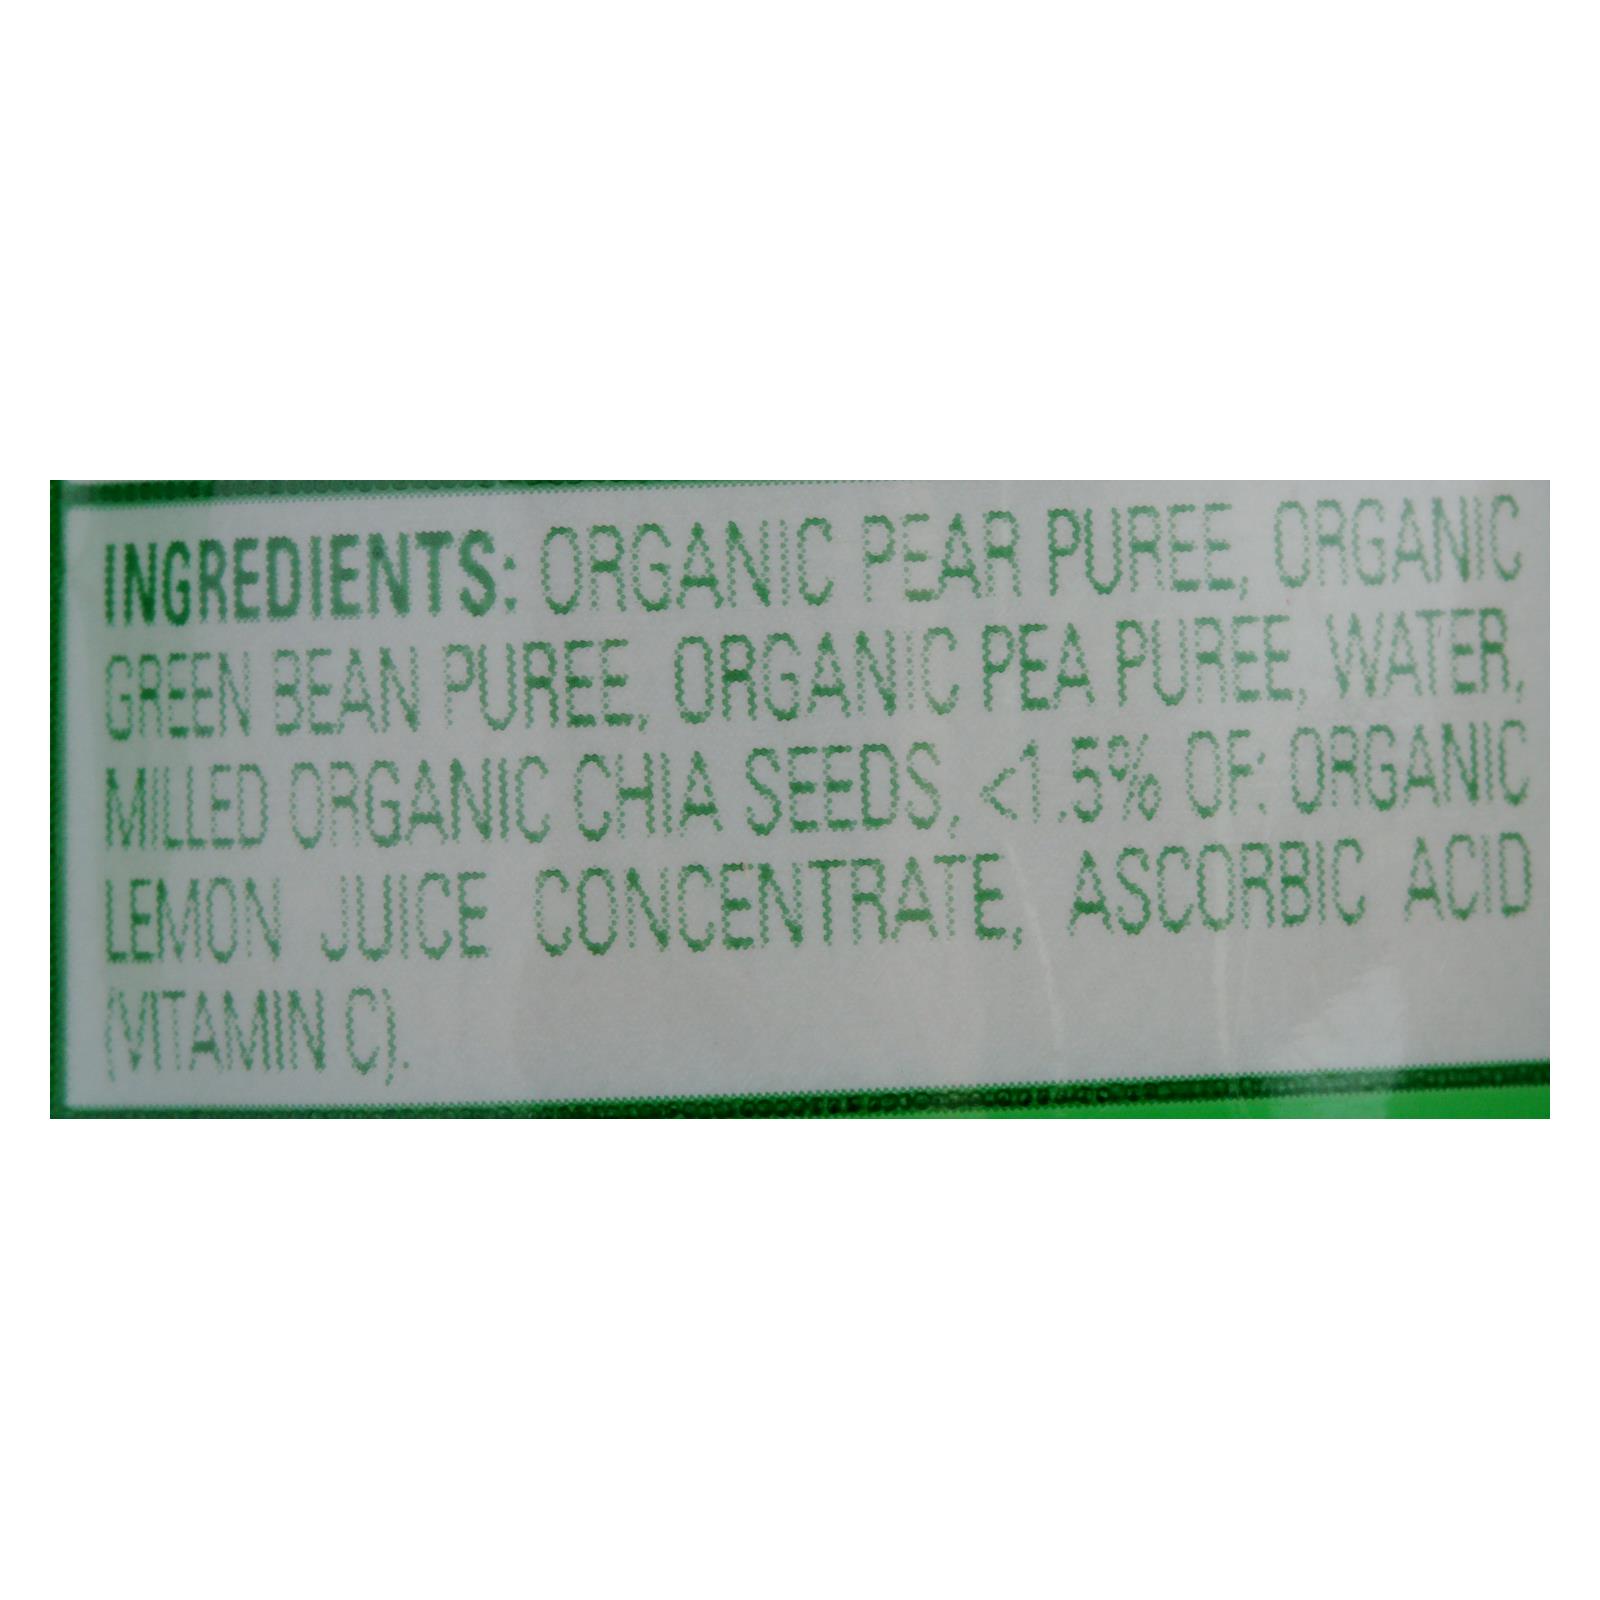 INGREDIENTS: ORGANIC PEAR PUREE, ORGANIC
GREEN BEAN PUREE, ORGANIC PEA PUREE, WATER,
MILLED ORGANIC CHIA SEEDS, <1.5% OF: ORGANIC
LEMON JUICE CONCENTRATE, ASCORBIC ACID
(VITAMIN C).